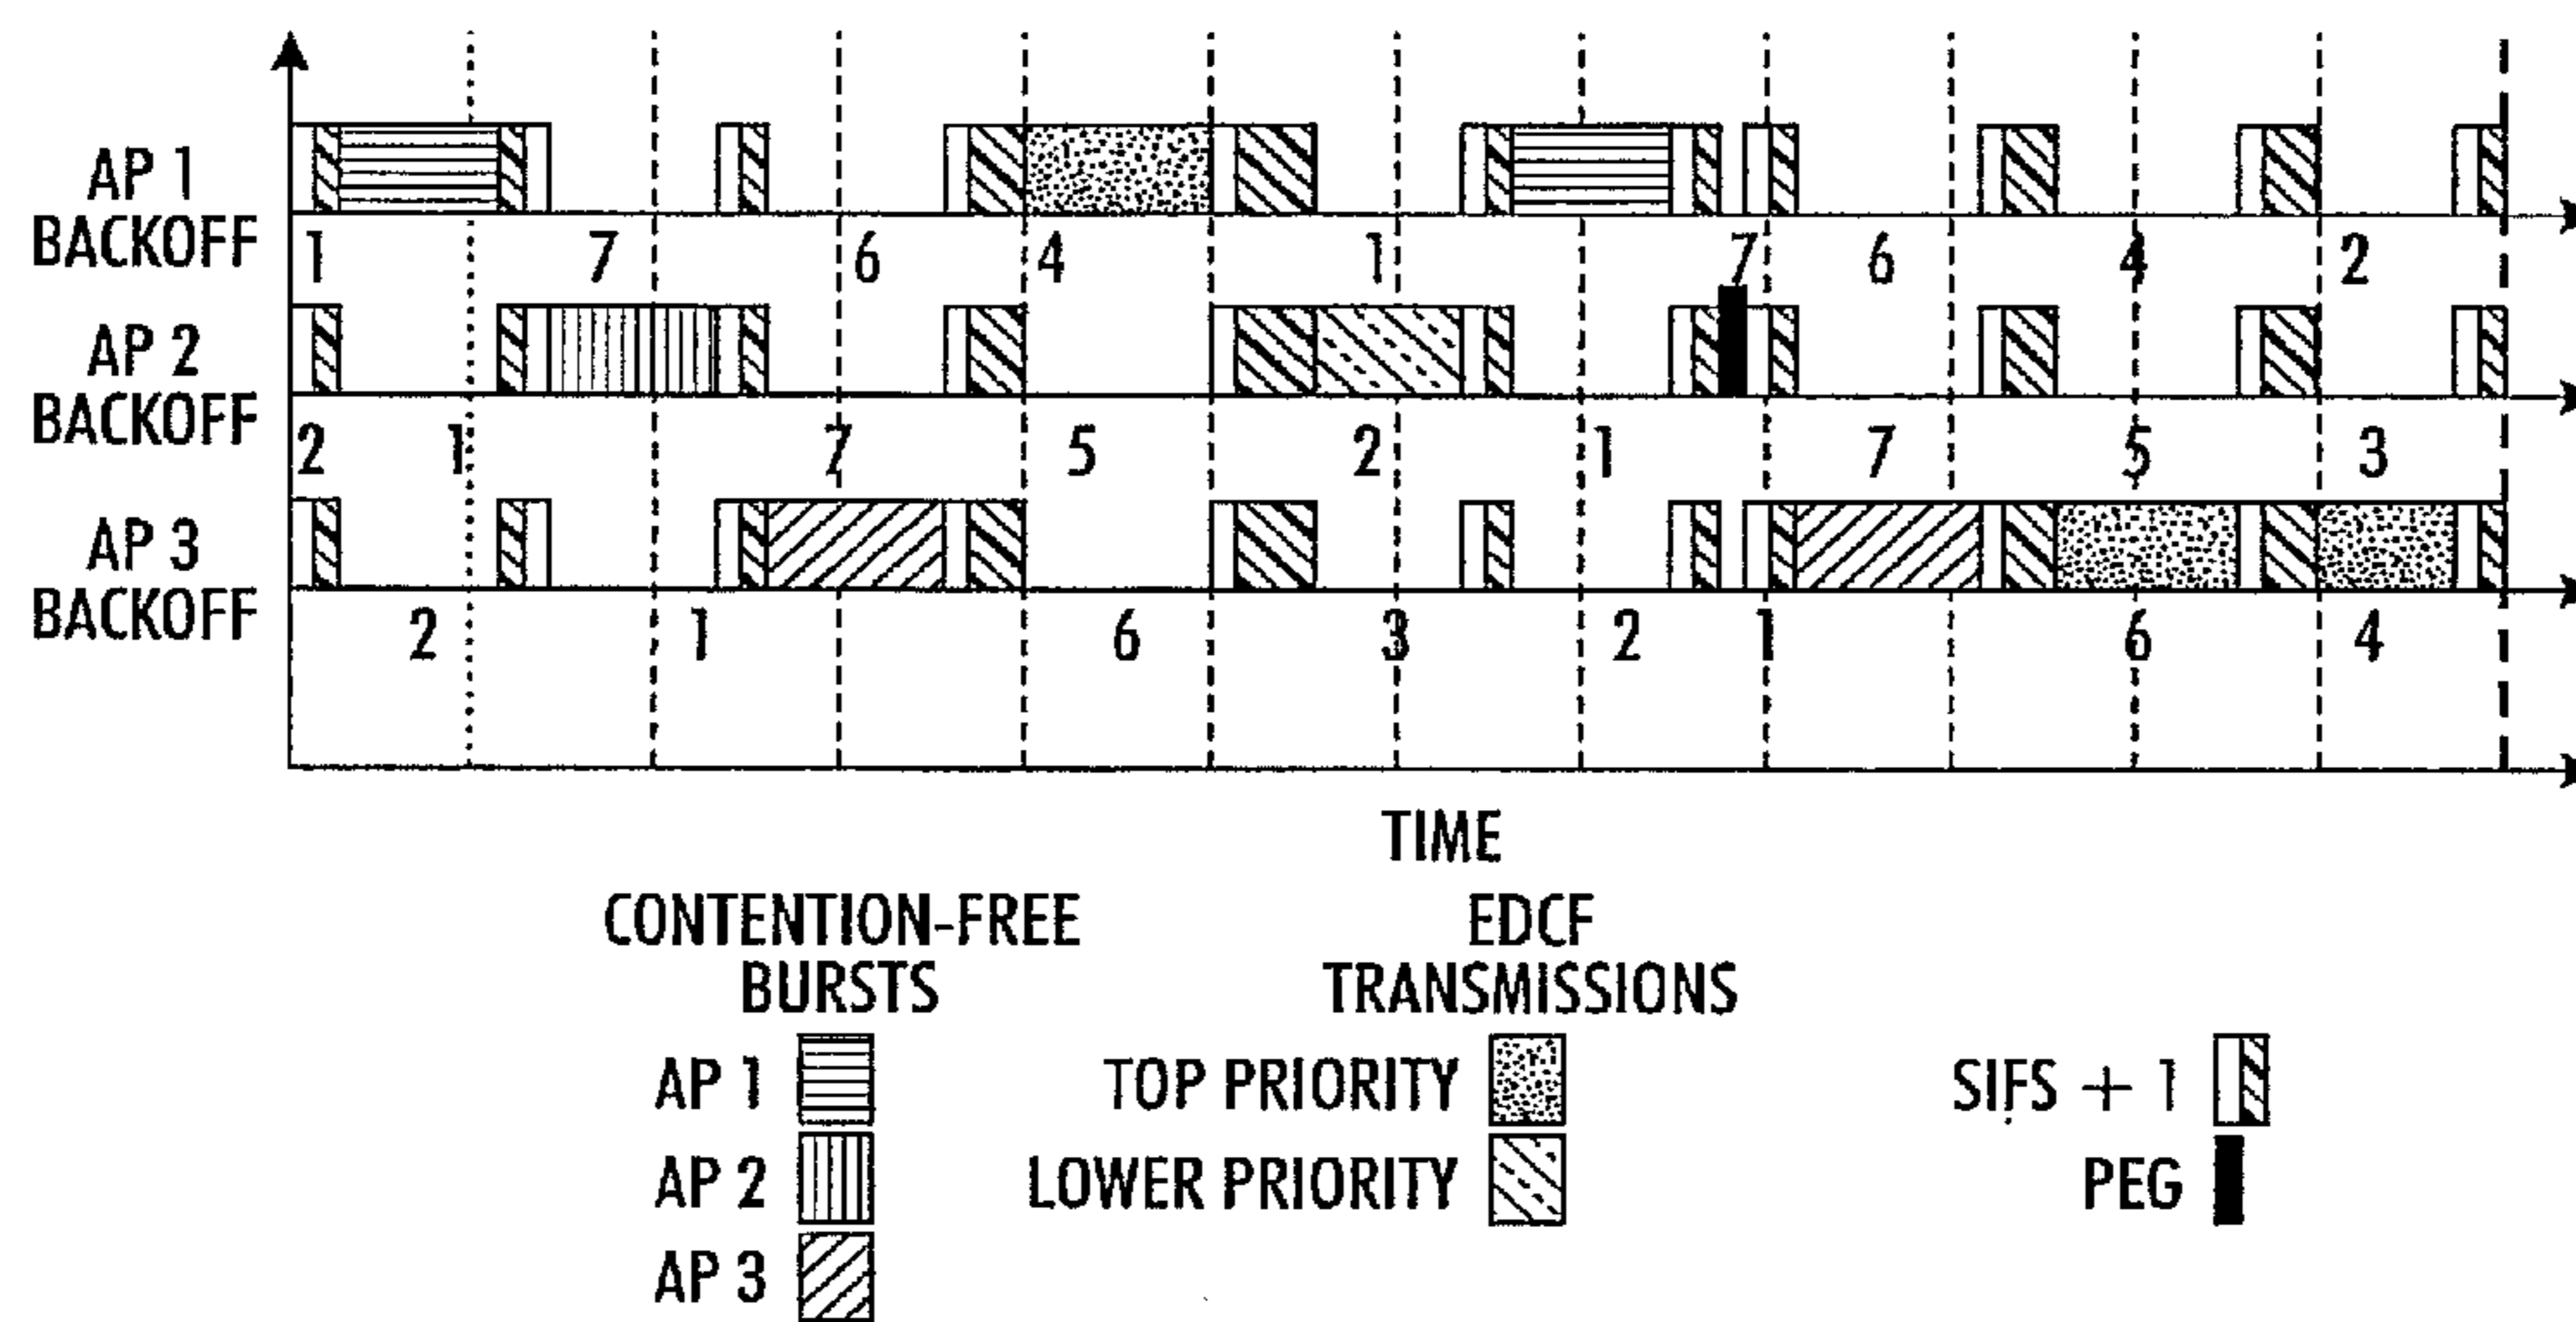 AP 1
BACKOFF
1 7 6 4 1 7 6 4 2
AP 2
BACKOFF
2 1 7 5 2 1 7 5 3
AP 3
BACKOFF
2 1 6 3 2 1 6 4
TIME
CONTENTION-FREE
BURSTS
AP 1
AP 2
AP 3
EDCF
TRANSMISSIONS
TOP PRIORITY
LOWER PRIORITY
SIFS + 1
PEG